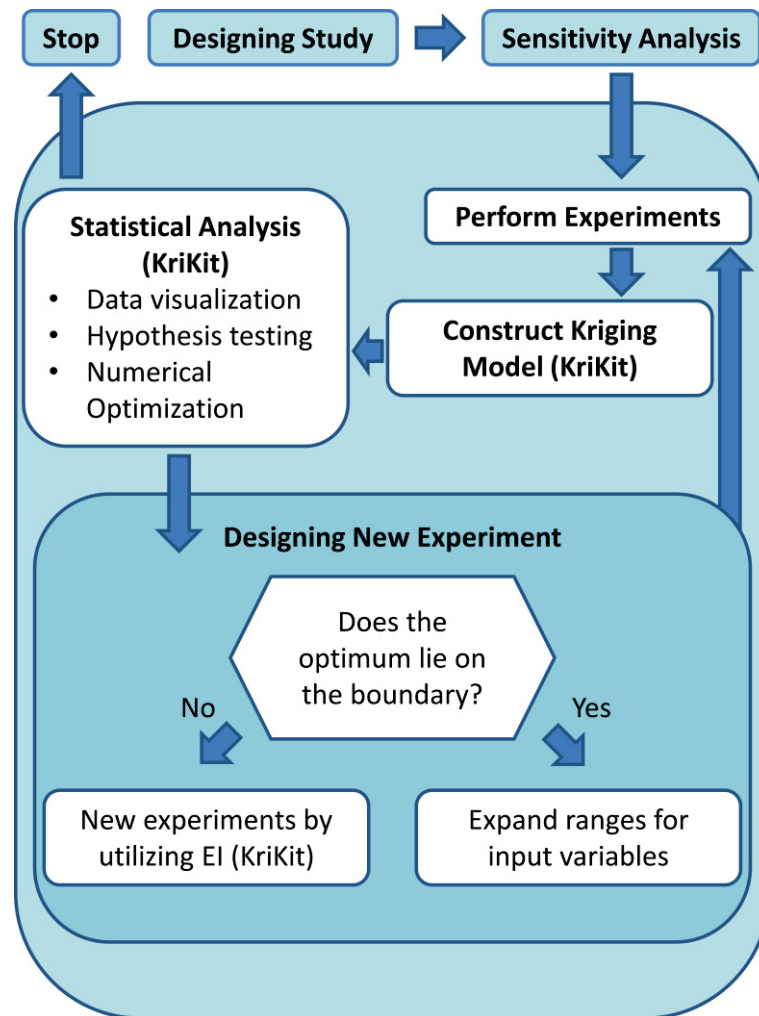 Stop
Designing Study
Sensitivity Analysis
Perform Experiments
Construct Kriging
Model (KriKit)
Statistical Analysis
(KriKit)
• Data visualization
• Hypothesis testing
• Numerical
Optimization
Designing New Experiment
Does the
optimum lie on
the boundary?
No
Yes
New experiments by
utilizing EI (KriKit)
Expand ranges for
input variables